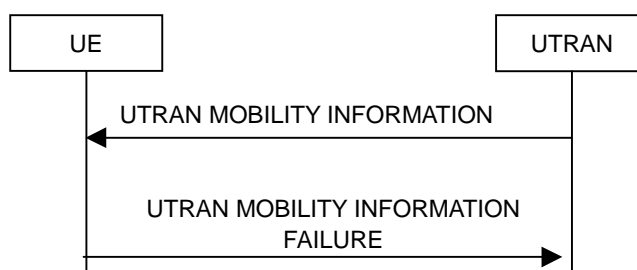 UE
UTRAN
UTRAN MOBILITY INFORMATION
UTRAN MOBILITY INFORMATION
FAILURE